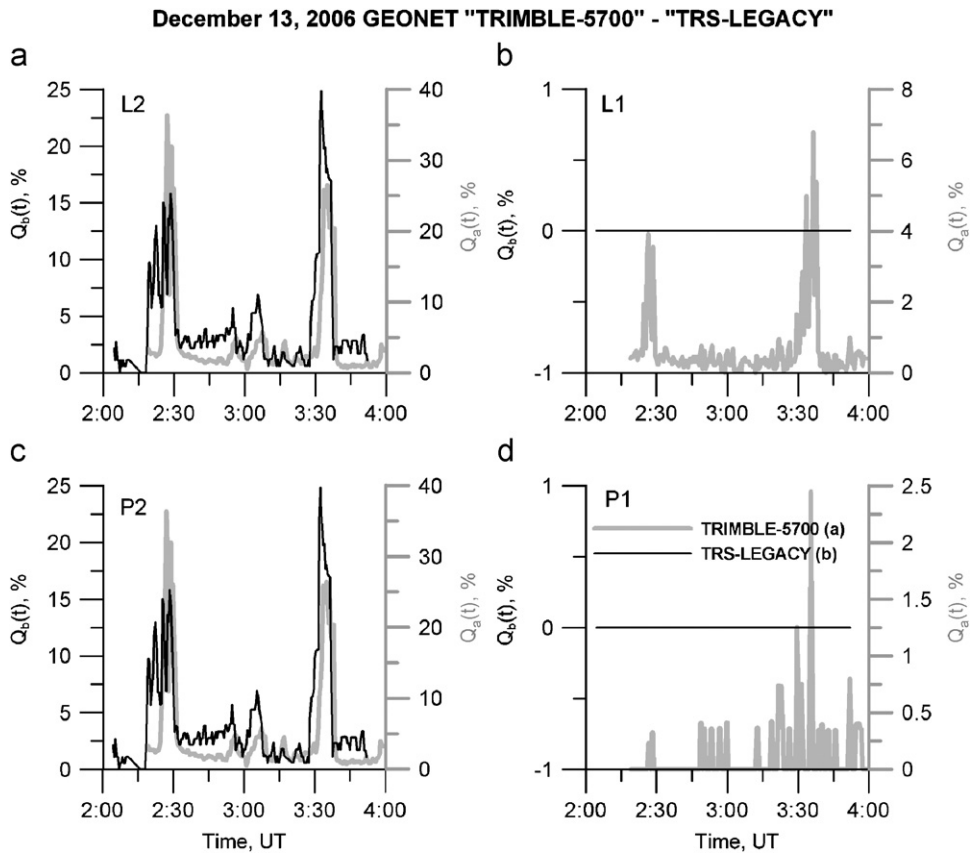 December 13, 2006 GEONET "TRIMBLE-5700" - "TRS-LEGACY"
a
b
25
20
15
10
5
0
Qb(t), %
L2
40
30
20
10
0
Qa(t), %
2:00 2:30 3:00 3:30 4:00
1
0
-1
Qb(t), %
L1
8
6
4
2
0
Qa(t), %
2:00 2:30 3:00 3:30 4:00
c
d
25
20
15
10
5
0
Qb(t), %
P2
40
30
20
10
0
Qa(t), %
2:00 2:30 3:00 3:30 4:00
Time, UT
1
0
-1
Qb(t), %
P1
TRIMBLE-5700 (a)
TRS-LEGACY (b)
2.5
2
1.5
1
0.5
0
Qa(t), %
2:00 2:30 3:00 3:30 4:00
Time, UT